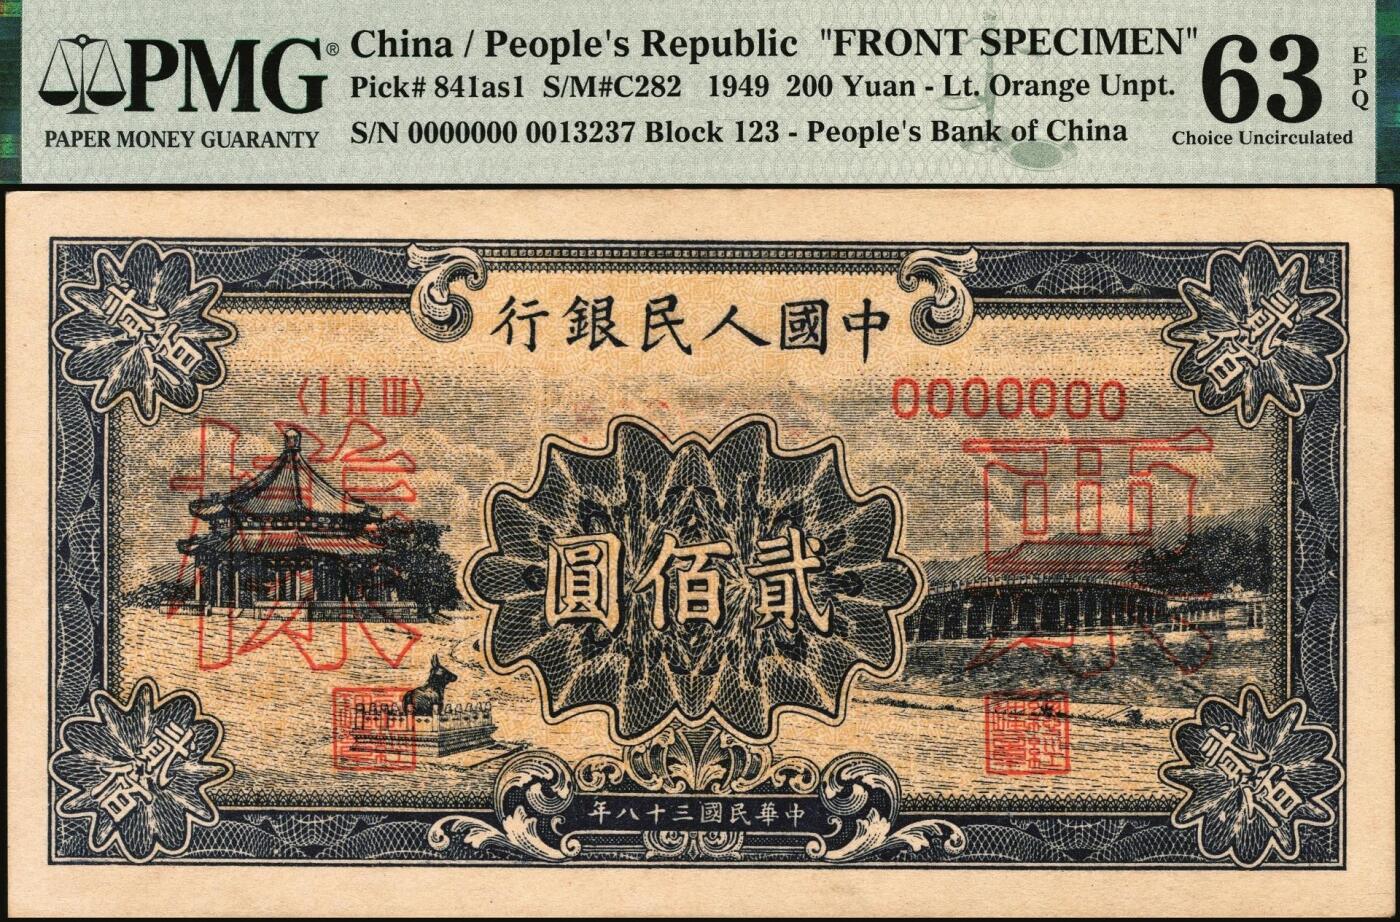 PMG® China / People's Republic "FRONT SPECIMEN"
Pick# 841as1 S/M#C282 1949 200 Yuan - Lt. Orange Unpt.
PAPER MONEY GUARANTY
S/N 0000000 0013237 Block 123 - People's Bank of China
63 EPQ
Choice Uncirculated
中國人民銀行
貳佰
貳佰
〈I II III〉
0000000
票
樣
貳佰圓
貳佰
貳佰
中華民國三十八年